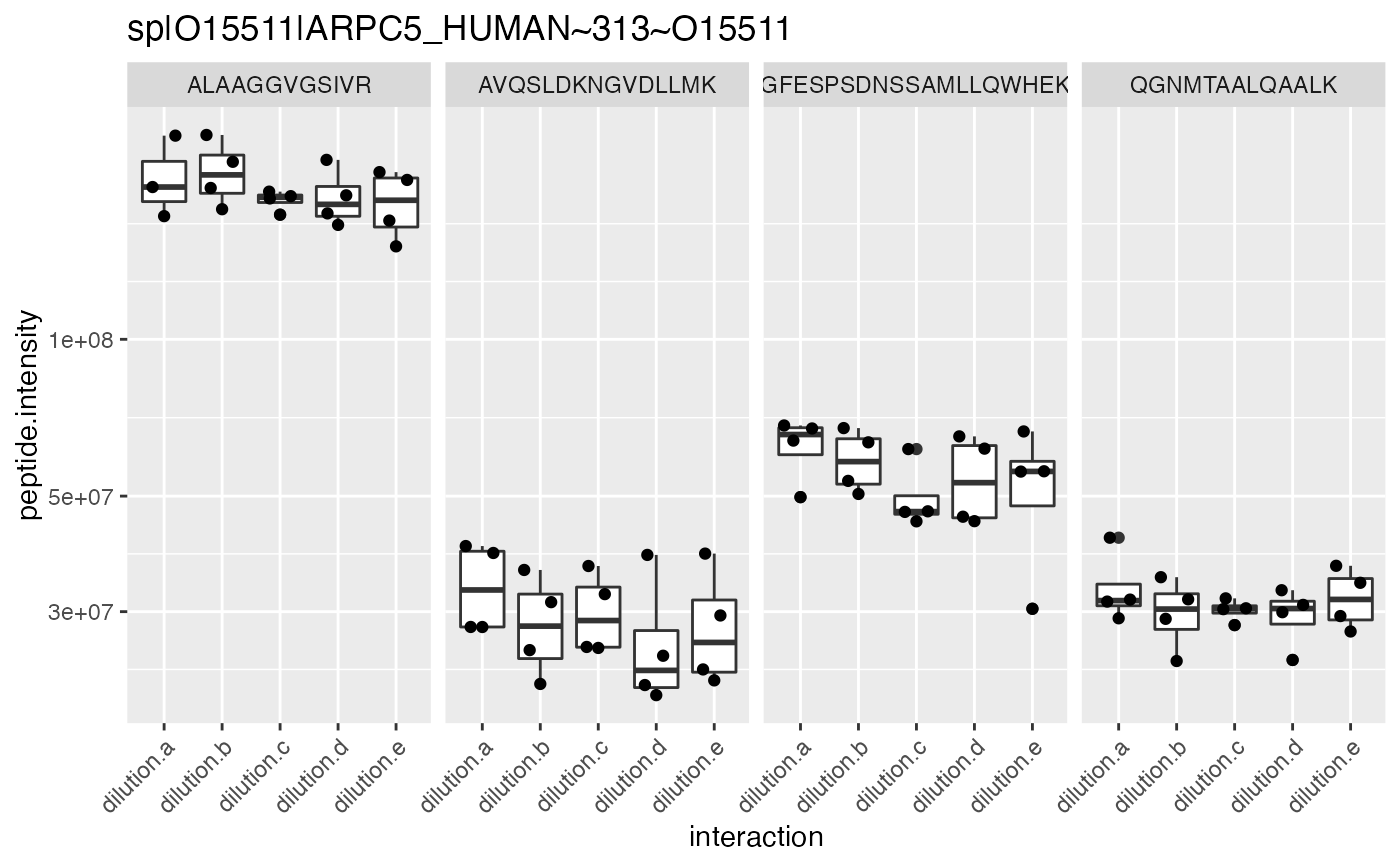 sp|O15511|ARPC5_HUMAN~313~O15511
ALAAGGVGSIVR AVQSLDKNGVDLLMK GFESPSDNSSAMLLQWHEK QGNMTAALQAALK
peptide.intensity
1e+08
5e+07
3e+07
dilution.a dilution.b dilution.c dilution.d dilution.e dilution.a dilution.b dilution.c dilution.d dilution.e dilution.a dilution.b dilution.c dilution.d dilution.e dilution.a dilution.b dilution.c dilution.d dilution.e
interaction